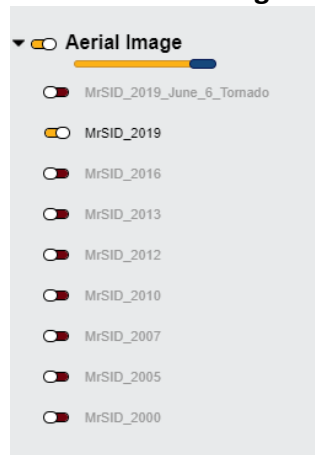 Aerial Image
MrSID_2019_June_6_Tornado
MrSID_2019
MrSID_2016
MrSID_2013
MrSID_2012
MrSID_2010
MrSID_2007
MrSID_2005
MrSID_2000